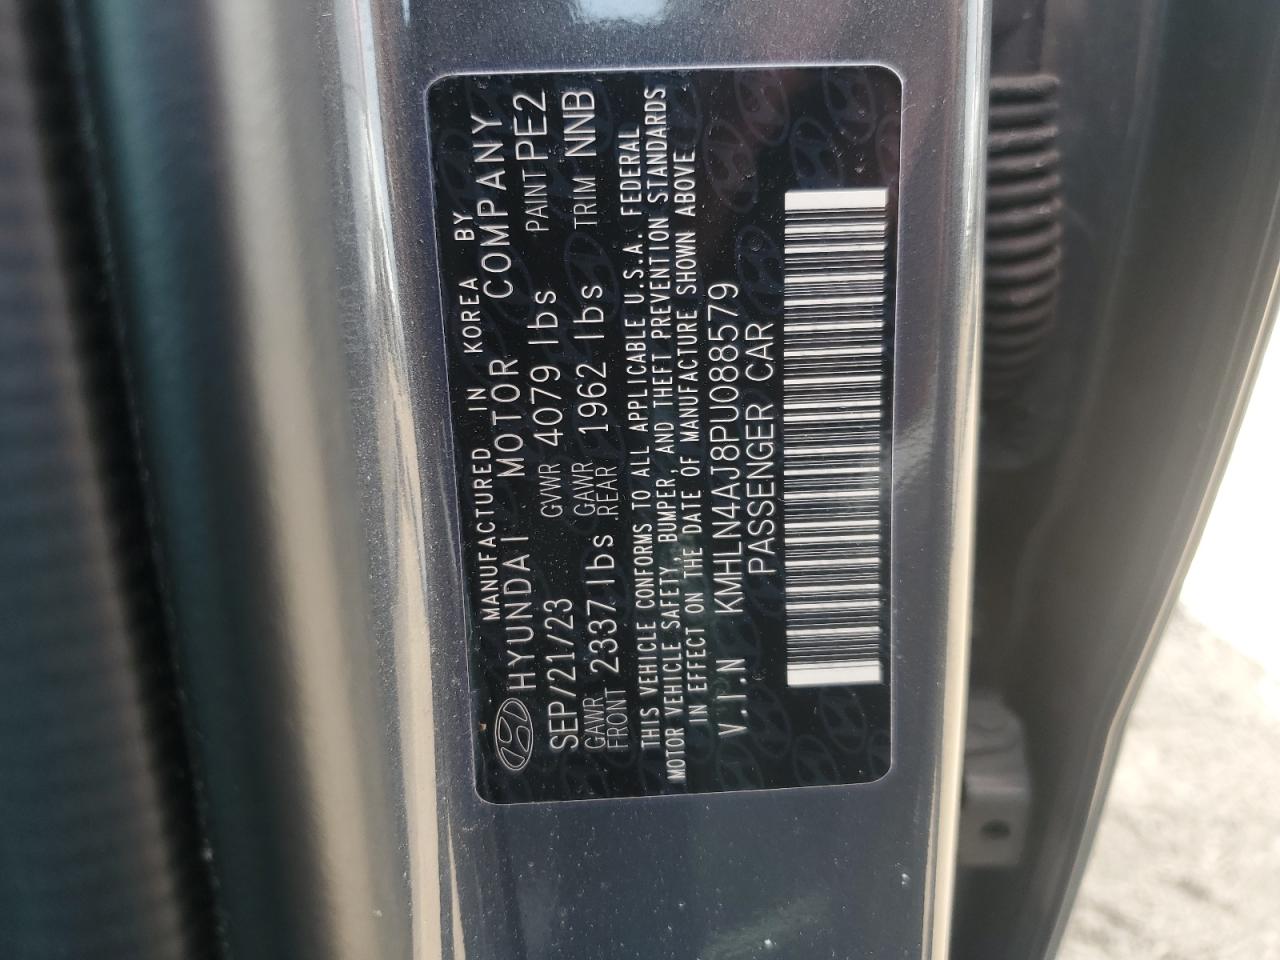 MANUFACTURED IN KOREA BY
HYUNDAI MOTOR COMPANY
SEP/21/23 GVWR 4079 lbs PAINT PE2
GAWR FRONT 2337 lbs GAWR REAR 1962 lbs TRIM NNB
THIS VEHICLE CONFORMS TO ALL APPLICABLE U.S.A. FEDERAL
MOTOR VEHICLE SAFETY, BUMPER, AND THEFT PREVENTION STANDARDS
IN EFFECT ON THE DATE OF MANUFACTURE SHOWN ABOVE.
V.I.N KMHLN4AJ8PU088579
PASSENGER CAR